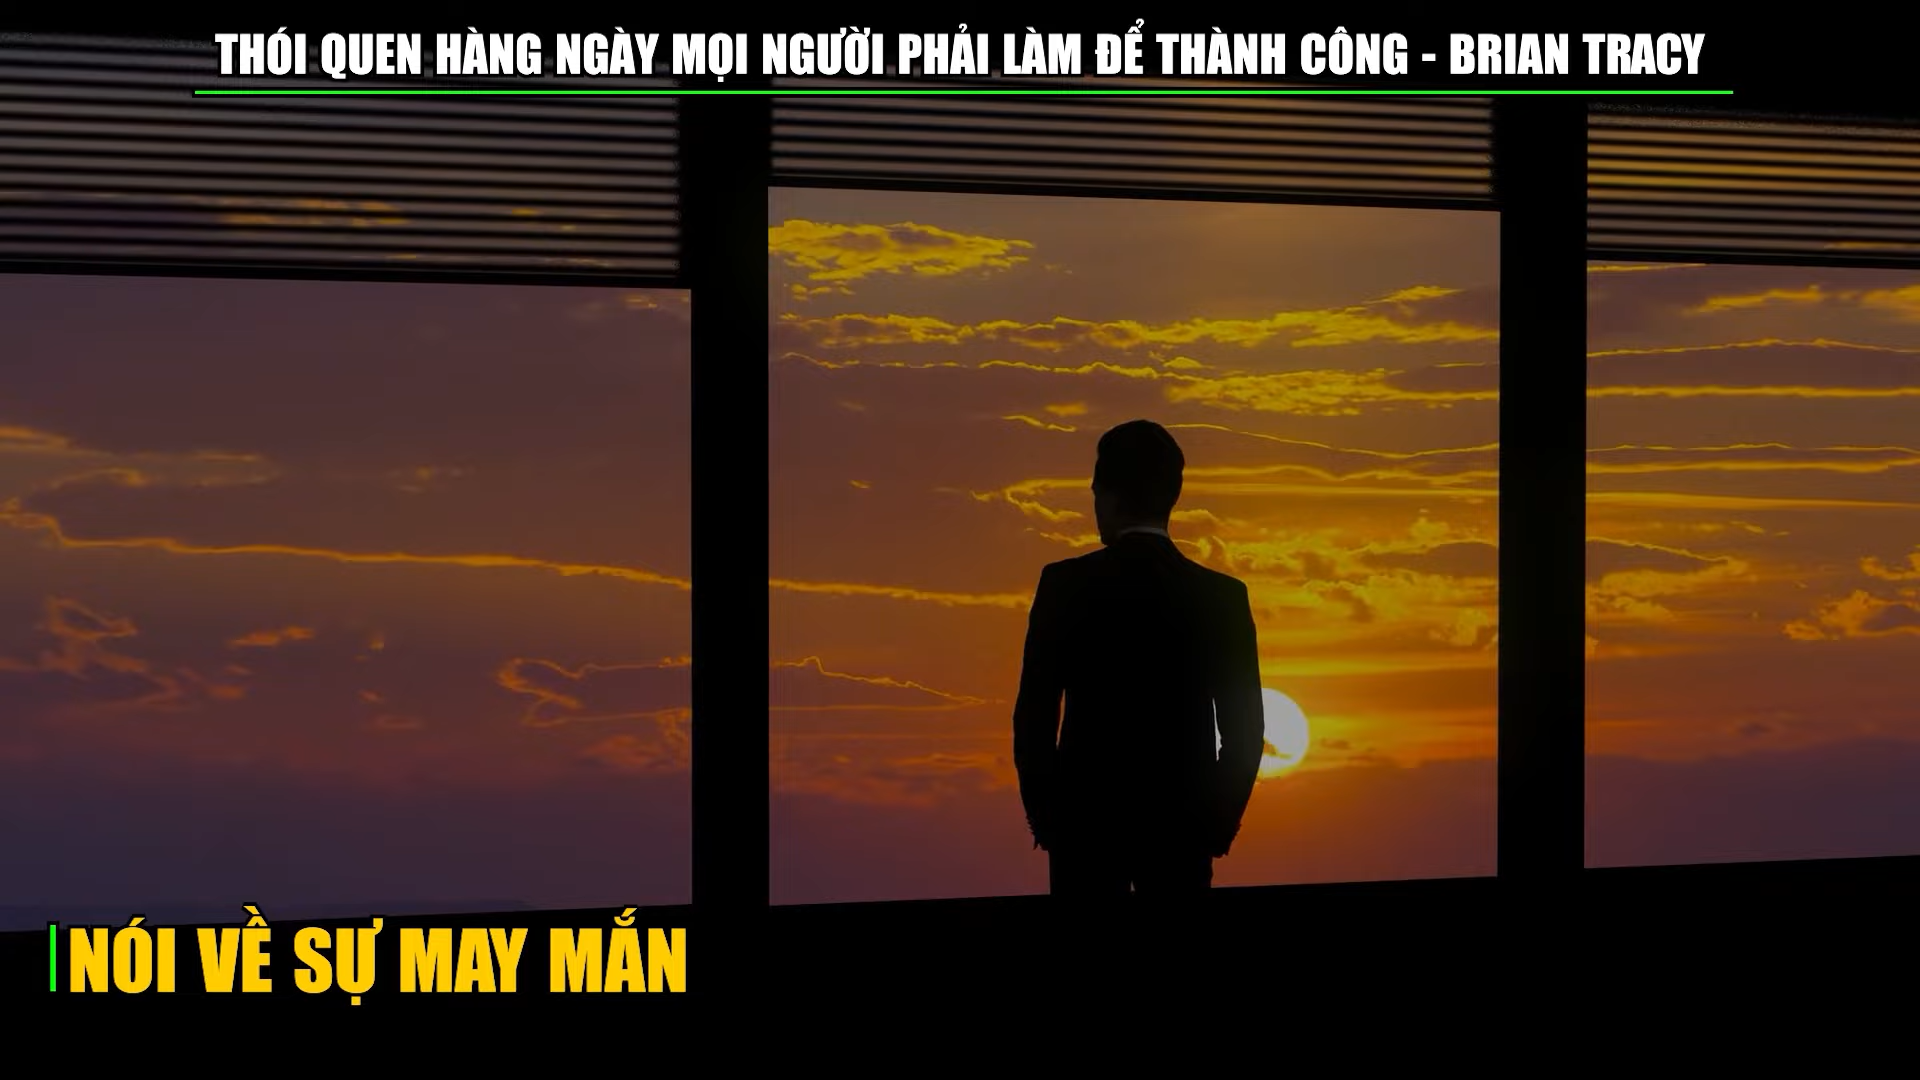 THÓI QUEN HÀNG NGÀY MỌI NGƯỜI PHẢI LÀM ĐỂ THÀNH CÔNG - BRIAN TRACY
NÓI VỀ SỰ MAY MẮN